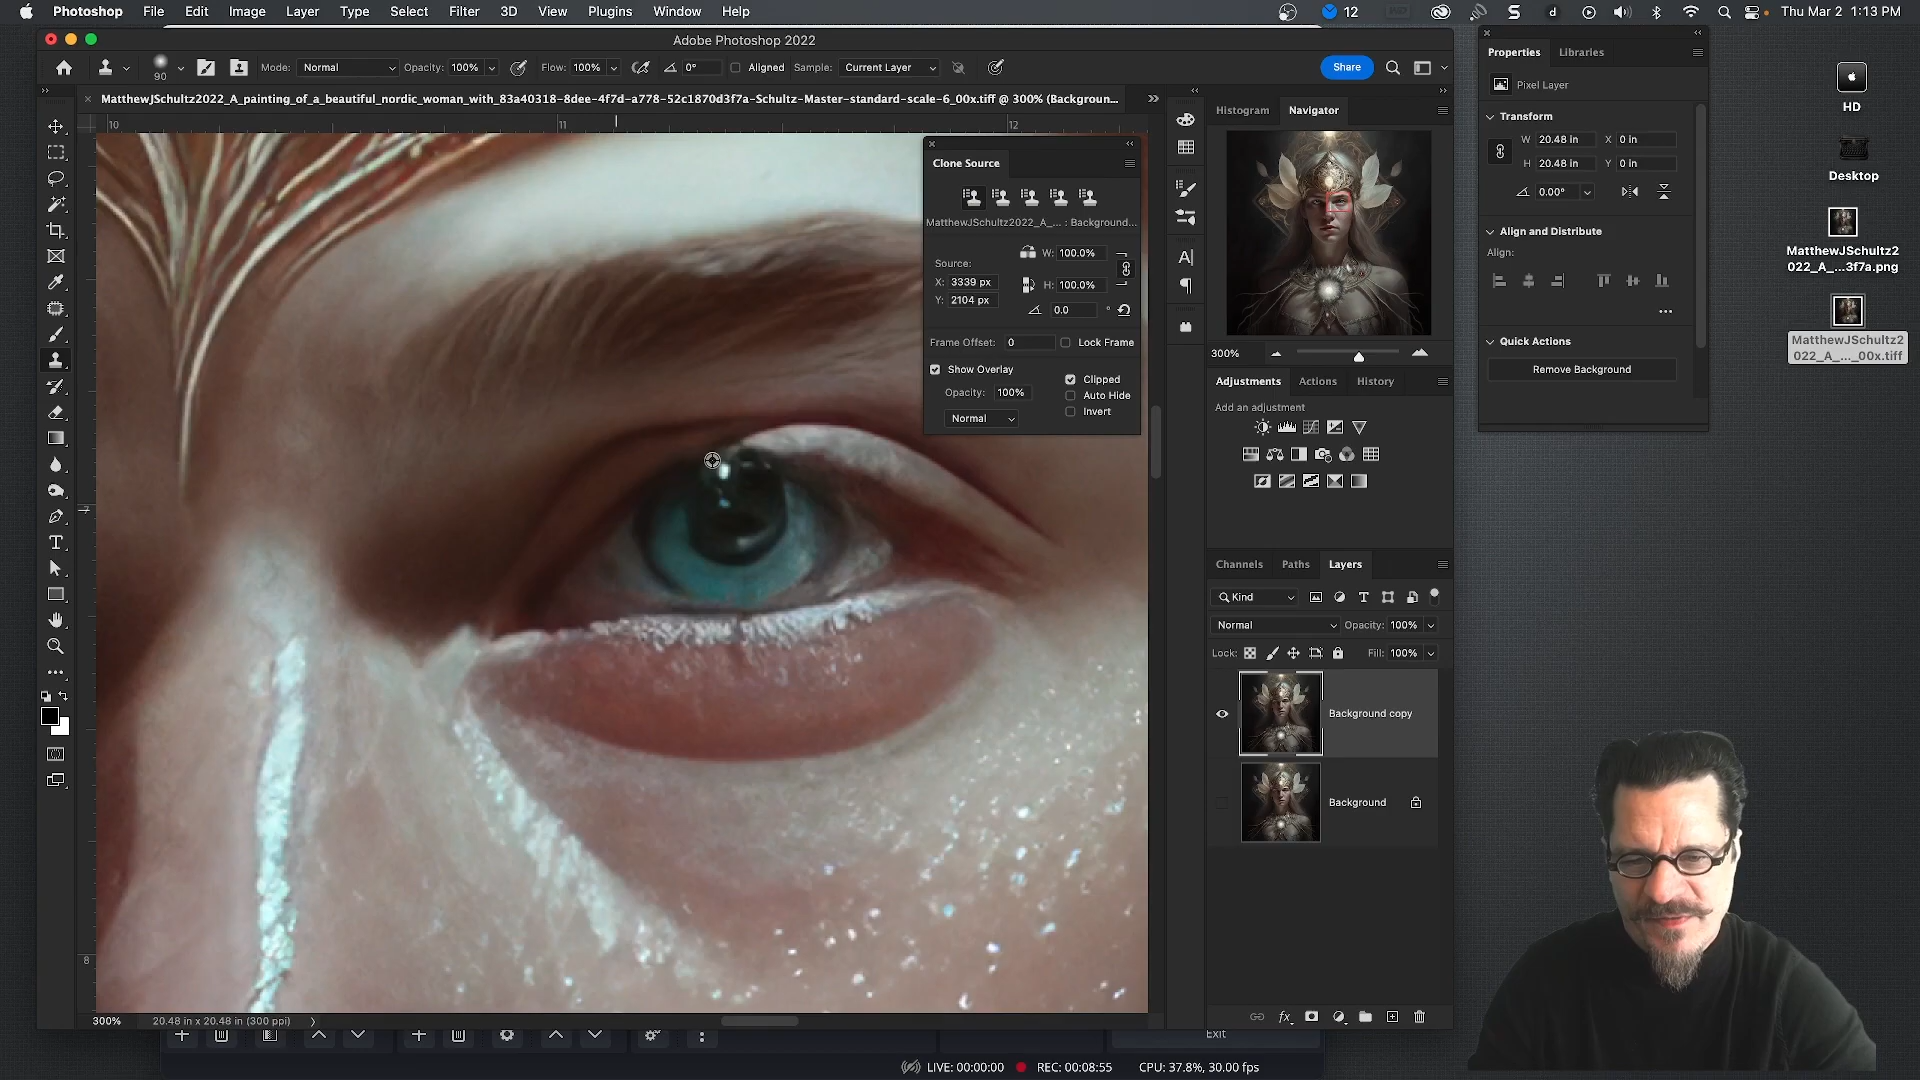 Photoshop File Edit Image Layer Type Select Filter 3D View Plugins Window Help
12
Thu Mar 2 1:13 PM
Adobe Photoshop 2022
90
Mode: Normal
Opacity: 100%
Flow: 100%
0°
Aligned
Sample: Current Layer
Share
MatthewJSchultz2022_A_painting_of_a_beautiful_nordic_woman_with_83a40318-8dee-4f7d-a778-52c1870d3f7a-Schultz-Master-standard-scale-6_00x.tiff @ 300% (Backgroun...
10 11 12
7
8
Clone Source
MatthewJSchultz2022_A_... : Background...
Source:
X: 3339 px
Y: 2104 px
W: 100.0%
H: 100.0%
0.0 °
Frame Offset: 0
Lock Frame
Show Overlay
Opacity: 100%
Normal
Clipped
Auto Hide
Invert
Histogram Navigator
300%
Adjustments Actions History
Add an adjustment
Channels Paths Layers
Kind
Normal
Opacity: 100%
Lock:
Fill: 100%
Background copy
Background
Properties Libraries
Pixel Layer
Transform
W 20.48 in X 0 in
H 20.48 in Y 0 in
0.00°
Align and Distribute
Align:
Quick Actions
Remove Background
HD
Desktop
MatthewJSchultz2
022_A_...3f7a.png
MatthewJSchultz2
022_A_..._00x.tiff
300% 20.48 in x 20.48 in (300 ppi)
Exit
LIVE: 00:00:00
REC: 00:08:55
CPU: 37.8%, 30.00 fps